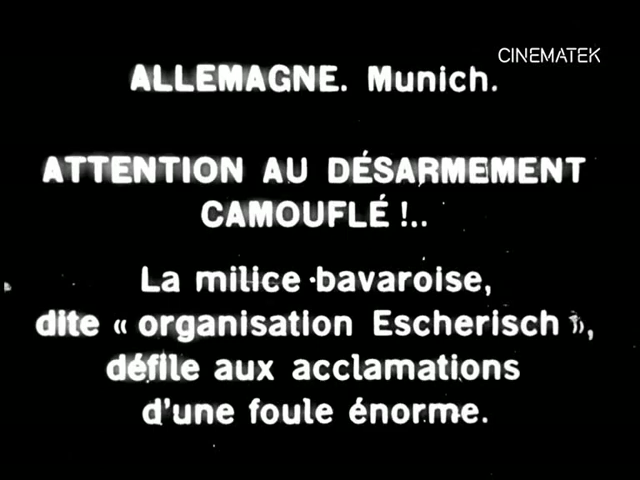 CINEMATEK
ALLEMAGNE. Munich.
ATTENTION AU DÉSARMEMENT
CAMOUFLÉ !..
La milice bavaroise,
dite « organisation Escherisch »,
défile aux acclamations
d'une foule énorme.